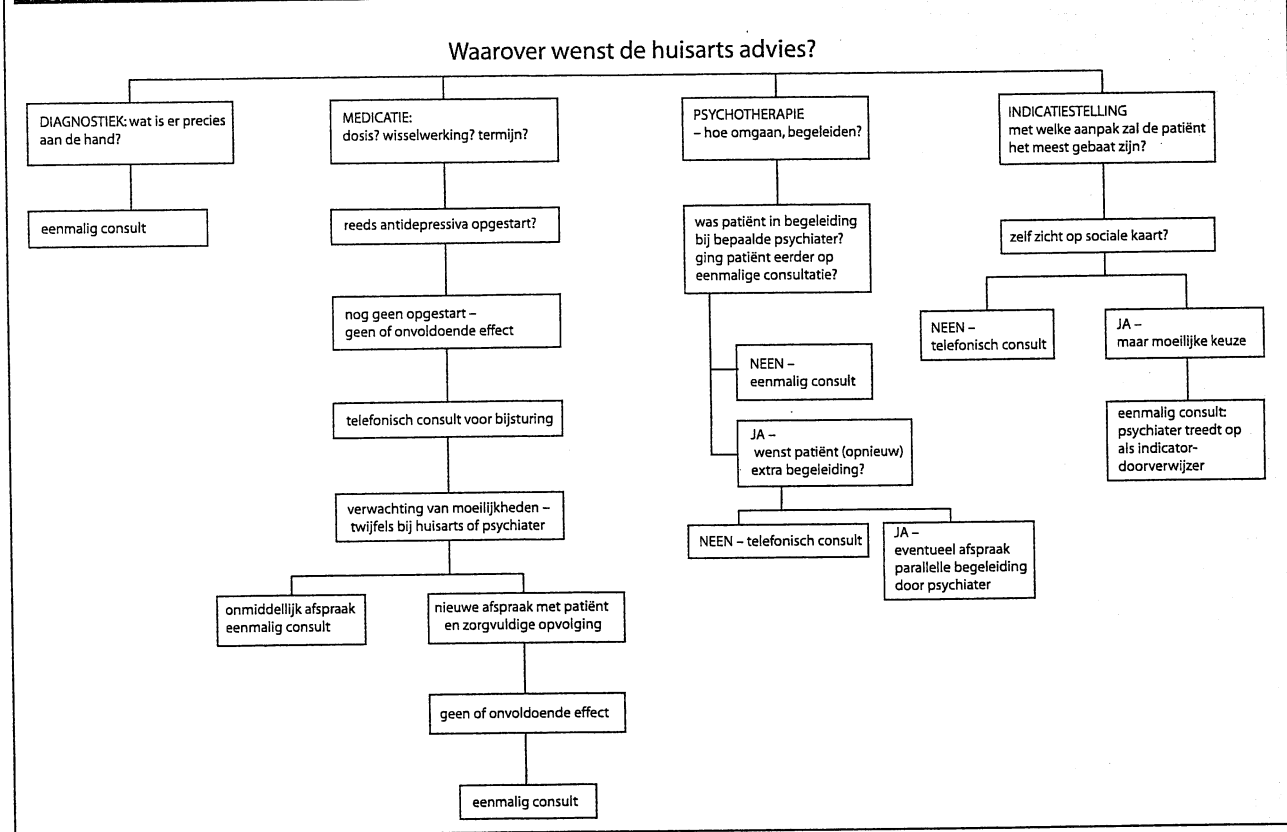 Waarover wenst de huisarts advies?
DIAGNOSTIEK: wat is er precies
aan de hand?
eenmalig consult
MEDICATIE:
dosis? wisselwerking? termijn?
reeds antidepressiva opgestart?
nog geen opgestart –
geen of onvoldoende effect
telefonisch consult voor bijsturing
verwachting van moeilijkheden –
twijfels bij huisarts of psychiater
onmiddellijk afspraak
eenmalig consult
nieuwe afspraak met patiënt
en zorgvuldige opvolging
geen of onvoldoende effect
eenmalig consult
PSYCHOTHERAPIE
– hoe omgaan, begeleiden?
was patiënt in begeleiding
bij bepaalde psychiater?
ging patiënt eerder op
eenmalige consultatie?
NEEN –
eenmalig consult
JA –
wenst patiënt (opnieuw)
extra begeleiding?
NEEN – telefonisch consult
JA –
eventueel afspraak
parallelle begeleiding
door psychiater
INDICATIESTELLING
met welke aanpak zal de patiënt
het meest gebaat zijn?
zelf zicht op sociale kaart?
NEEN –
telefonisch consult
JA –
maar moeilijke keuze
eenmalig consult:
psychiater treedt op
als indicator-
doorverwijzer